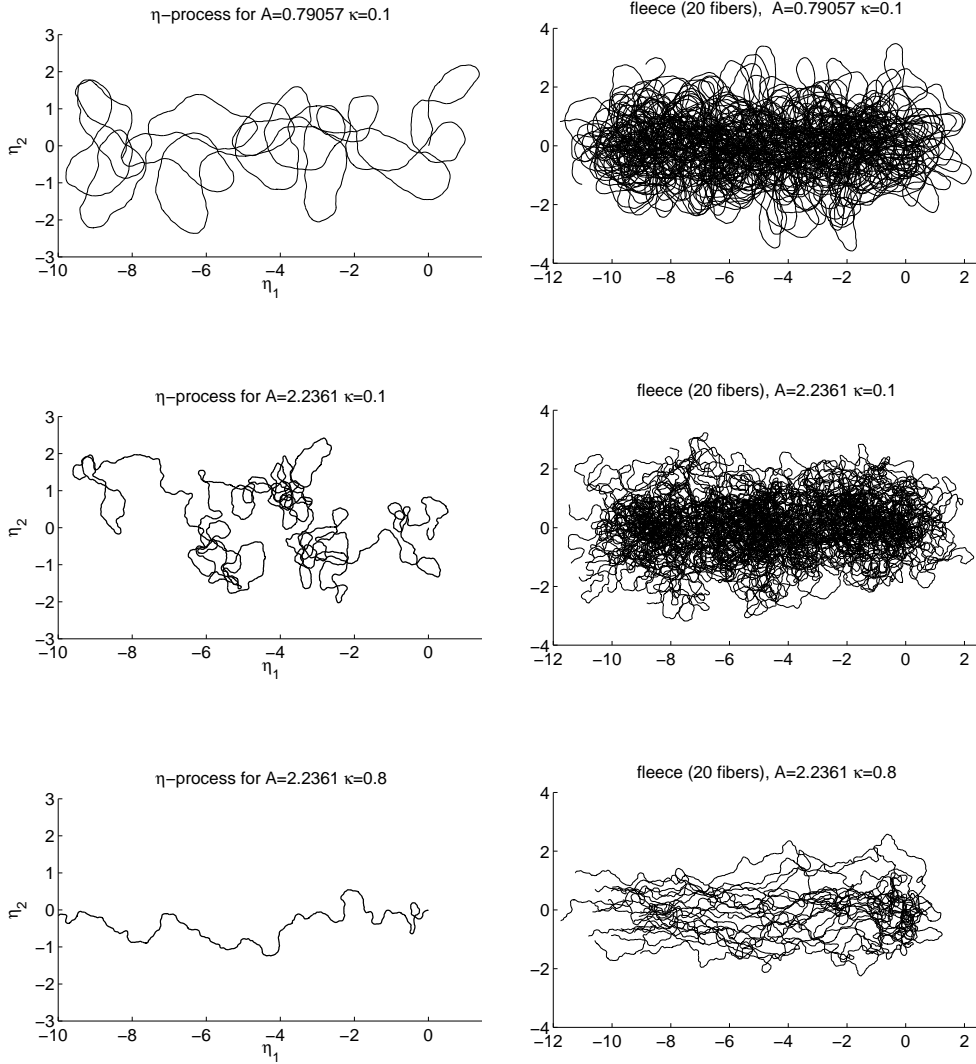 η−process for A=0.79057 κ=0.1
3
2
1
0
−1
−2
−3
η2
−10 −8 −6 −4 −2 0
η1
fleece (20 fibers), A=0.79057 κ=0.1
4
2
0
−2
−4
−12 −10 −8 −6 −4 −2 0 2
η−process for A=2.2361 κ=0.1
3
2
1
0
−1
−2
−3
η2
−10 −8 −6 −4 −2 0
η1
fleece (20 fibers), A=2.2361 κ=0.1
4
2
0
−2
−4
−12 −10 −8 −6 −4 −2 0 2
η−process for A=2.2361 κ=0.8
3
2
1
0
−1
−2
−3
η2
−10 −8 −6 −4 −2 0
η1
fleece (20 fibers), A=2.2361 κ=0.8
4
2
0
−2
−4
−12 −10 −8 −6 −4 −2 0 2